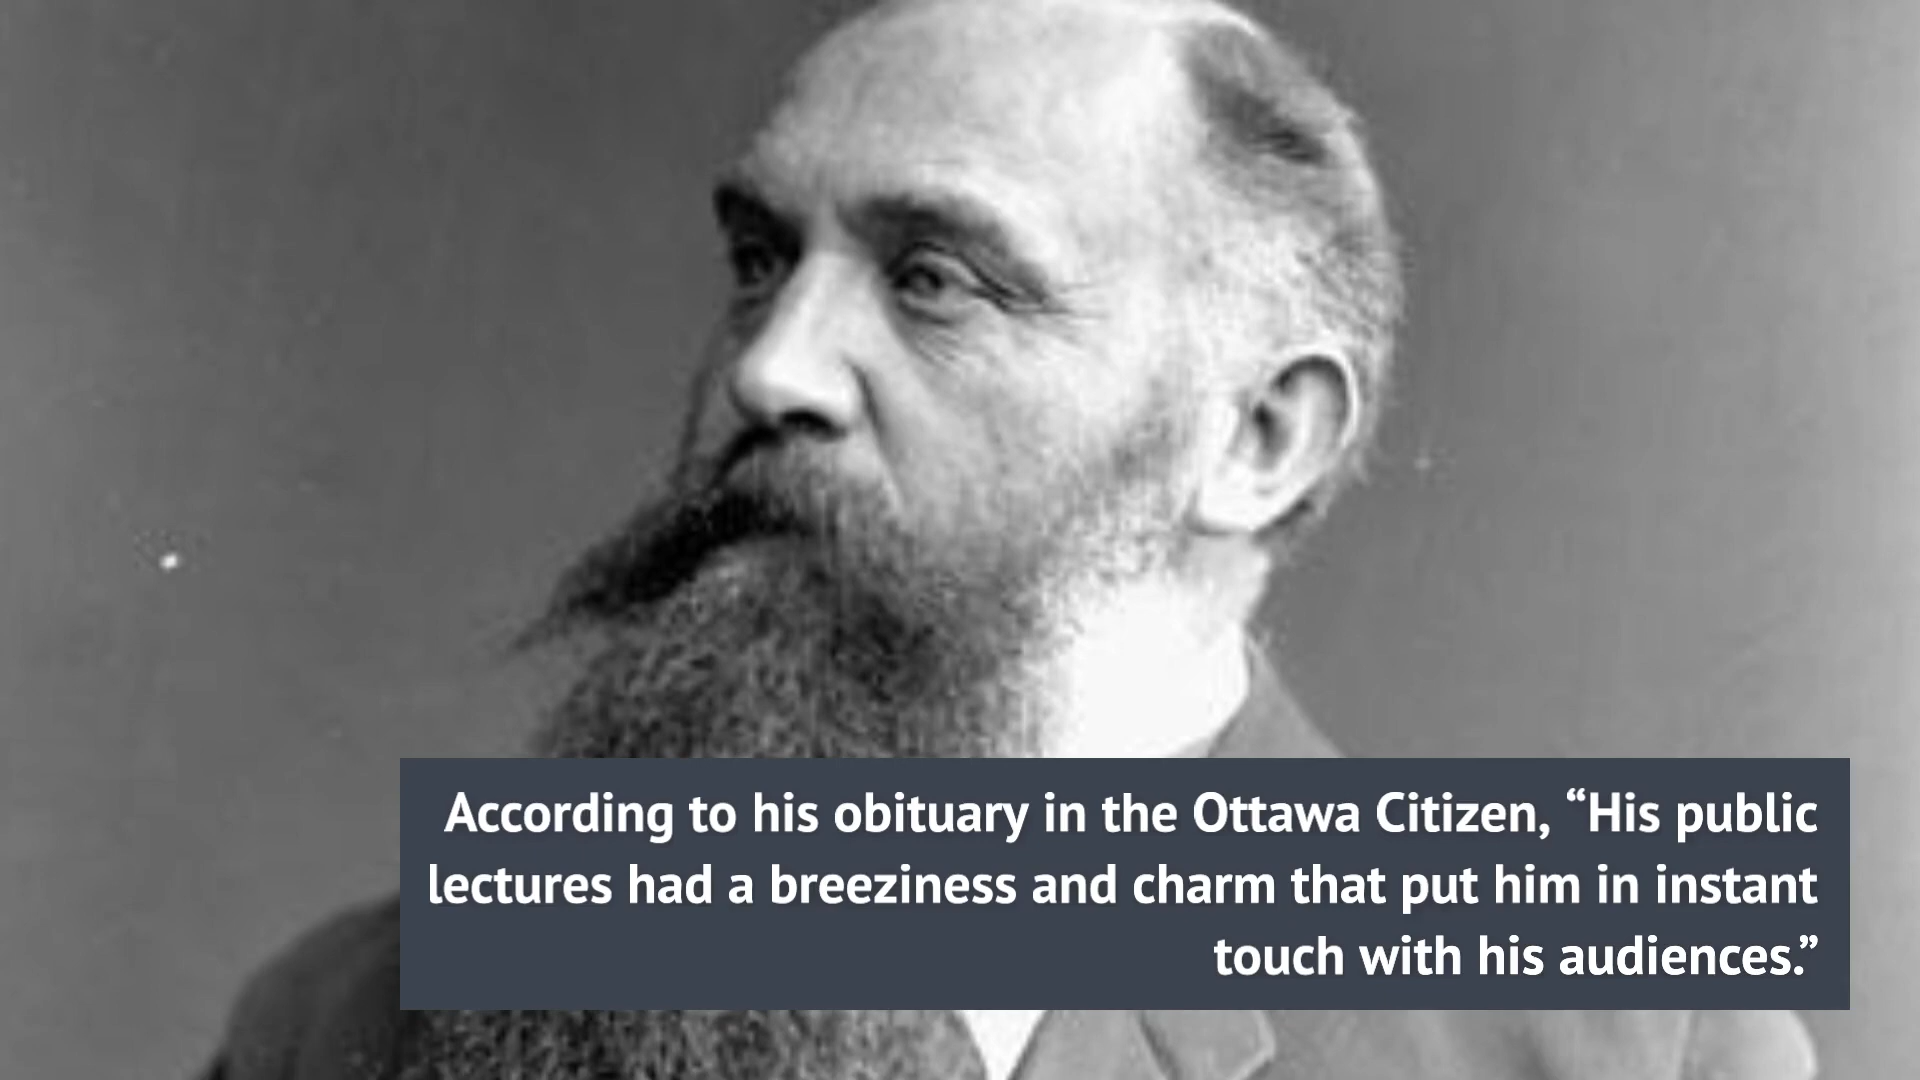 According to his obituary in the Ottawa Citizen, “His public
lectures had a breeziness and charm that put him in instant
touch with his audiences.”